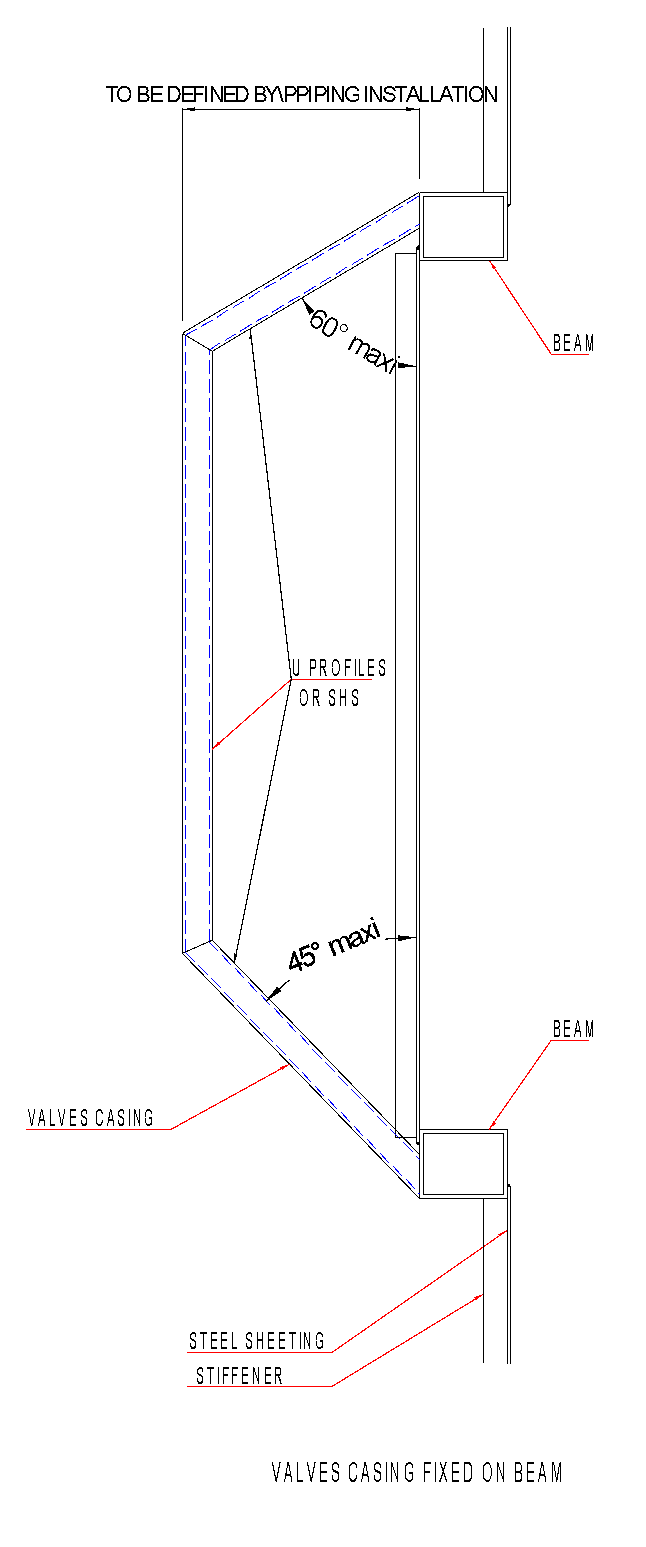 TO BE DEFINED BY\PPIPING INSTALLATION
60° maxi
BEAM
U PROFILES
OR SHS
45° maxi
BEAM
VALVES CASING
STEEL SHEETING
STIFFENER
VALVES CASING FIXED ON BEAM